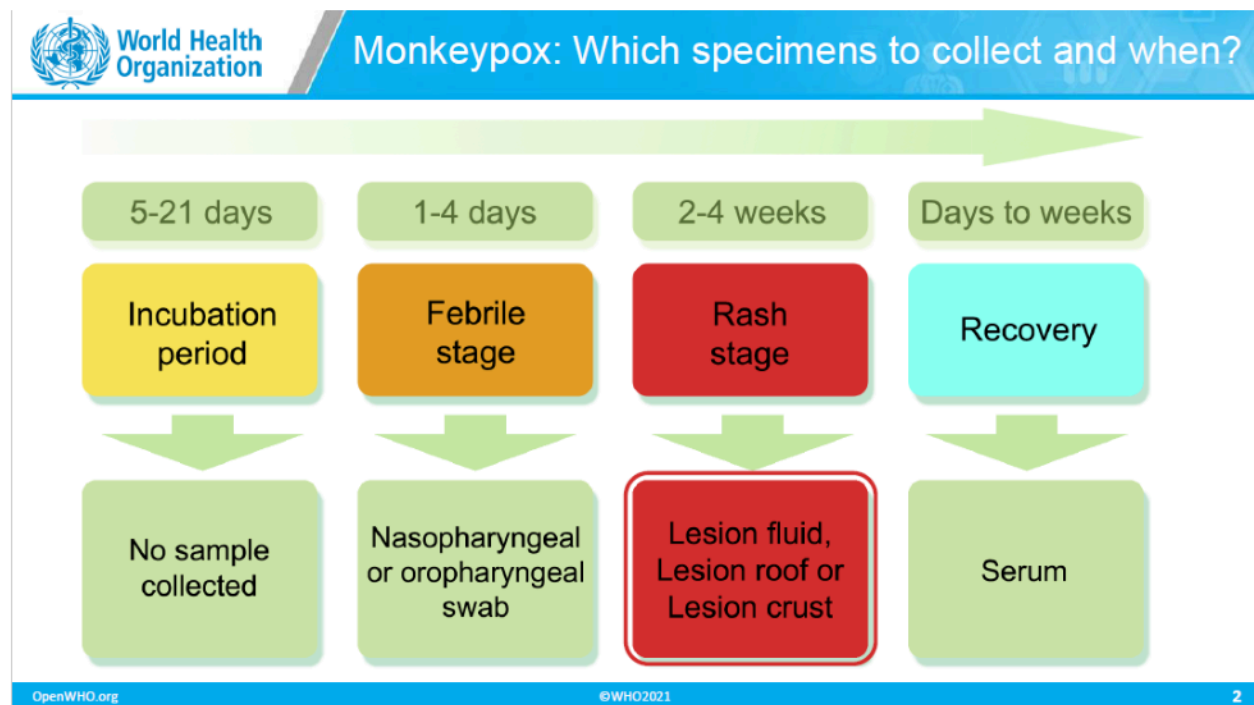 World Health
Organization
Monkeypox: Which specimens to collect and when?
5-21 days
1-4 days
2-4 weeks
Days to weeks
Incubation
period
Febrile
stage
Rash
stage
Recovery
No sample
collected
Nasopharyngeal
or oropharyngeal
swab
Lesion fluid,
Lesion roof or
Lesion crust
Serum
OpenWHO.org
©WHO2021
2